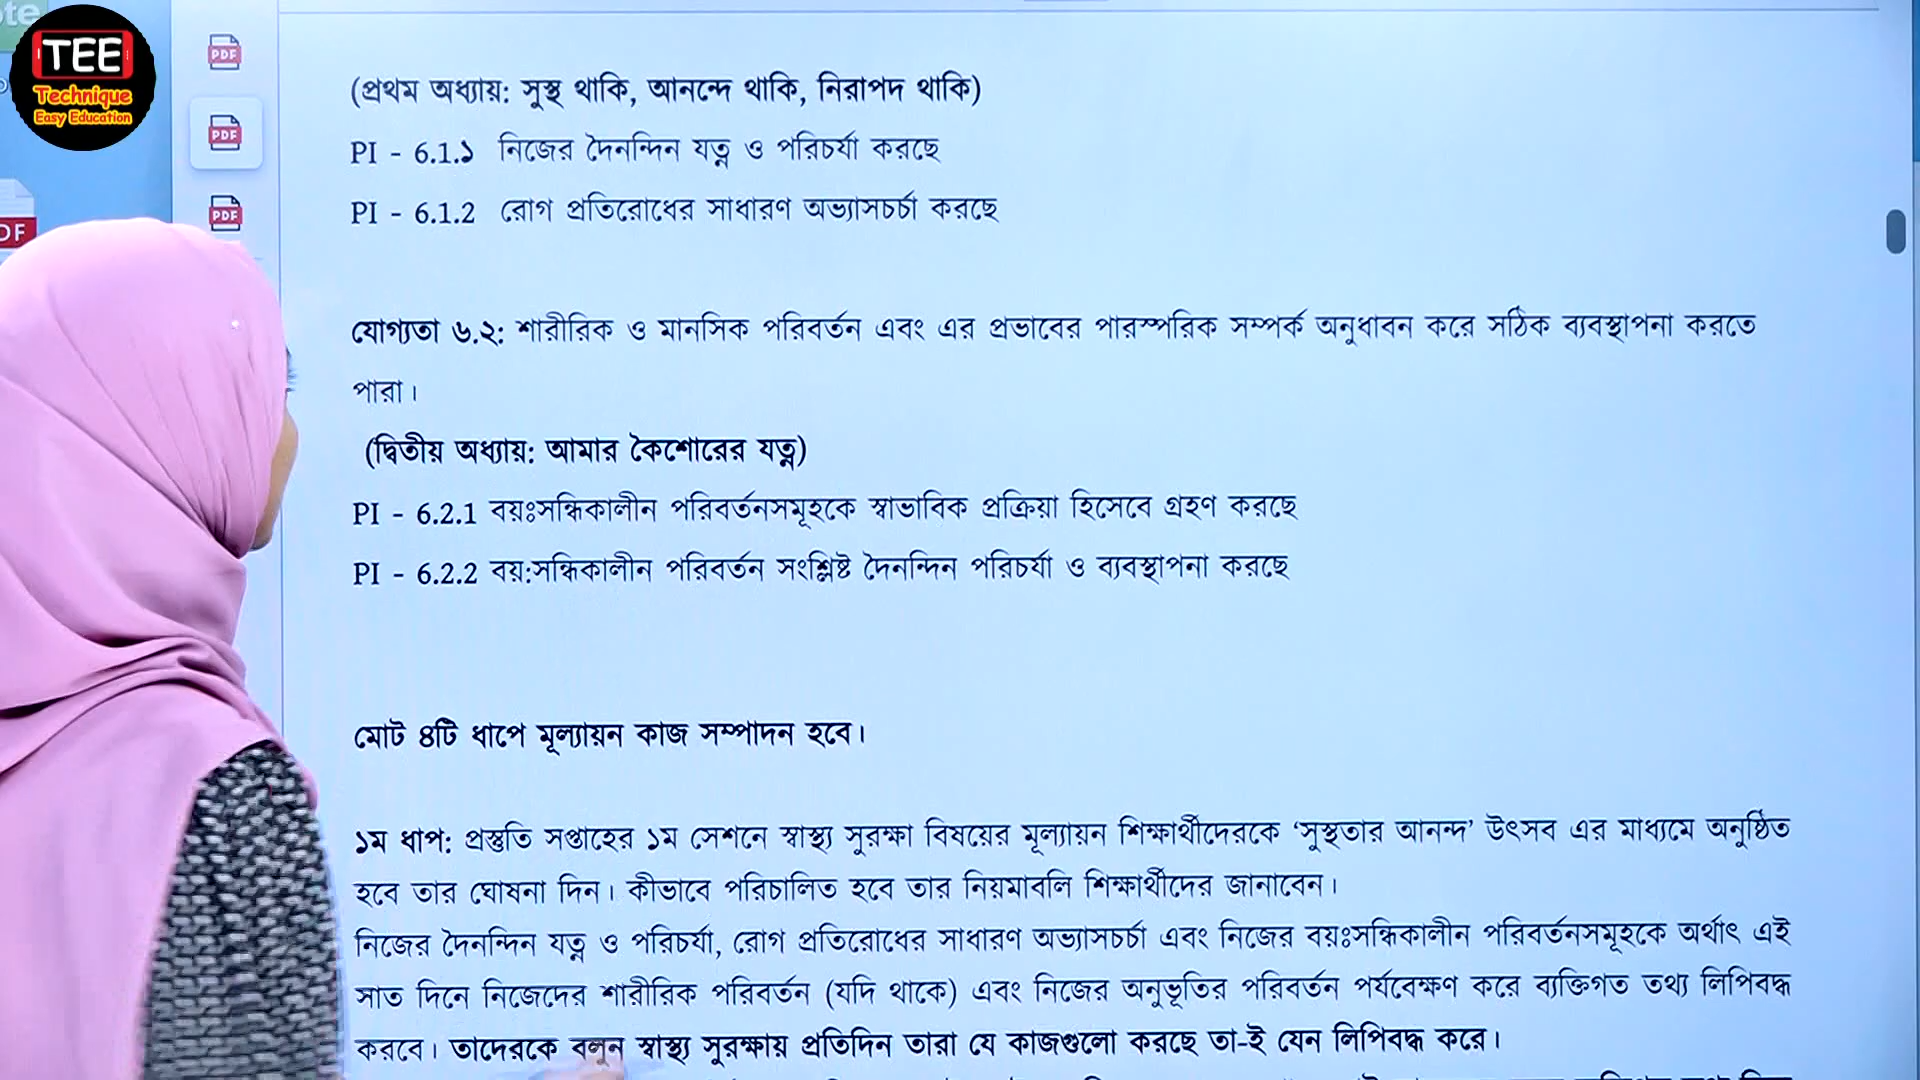 TEE
Technique
Easy Education
PDF
PDF
PDF
(প্রথম অধ্যায়: সুস্থ থাকি, আনন্দে থাকি, নিরাপদ থাকি)
PI - 6.1.১ নিজের দৈনন্দিন যত্ন ও পরিচর্যা করছে
PI - 6.1.2 রোগ প্রতিরোধের সাধারণ অভ্যাসচর্চা করছে
যোগ্যতা ৬.২: শারীরিক ও মানসিক পরিবর্তন এবং এর প্রভাবের পারস্পরিক সম্পর্ক অনুধাবন করে সঠিক ব্যবস্থাপনা করতে
পারা।
(দ্বিতীয় অধ্যায়: আমার কৈশোরের যত্ন)
PI - 6.2.1 বয়ঃসন্ধিকালীন পরিবর্তনসমূহকে স্বাভাবিক প্রক্রিয়া হিসেবে গ্রহণ করছে
PI - 6.2.2 বয়:সন্ধিকালীন পরিবর্তন সংশ্লিষ্ট দৈনন্দিন পরিচর্যা ও ব্যবস্থাপনা করছে
মোট ৪টি ধাপে মূল্যায়ন কাজ সম্পাদন হবে।
১ম ধাপ: প্রস্তুতি সপ্তাহের ১ম সেশনে স্বাস্থ্য সুরক্ষা বিষয়ের মূল্যায়ন শিক্ষার্থীদেরকে ‘সুস্থতার আনন্দ’ উৎসব এর মাধ্যমে অনুষ্ঠিত
হবে তার ঘোষনা দিন। কীভাবে পরিচালিত হবে তার নিয়মাবলি শিক্ষার্থীদের জানাবেন।
নিজের দৈনন্দিন যত্ন ও পরিচর্যা, রোগ প্রতিরোধের সাধারণ অভ্যাসচর্চা এবং নিজের বয়ঃসন্ধিকালীন পরিবর্তনসমূহকে অর্থাৎ এই
সাত দিনে নিজেদের শারীরিক পরিবর্তন (যদি থাকে) এবং নিজের অনুভূতির পরিবর্তন পর্যবেক্ষণ করে ব্যক্তিগত তথ্য লিপিবদ্ধ
করবে। তাদেরকে বলুন স্বাস্থ্য সুরক্ষায় প্রতিদিন তারা যে কাজগুলো করছে তা-ই যেন লিপিবদ্ধ করে।